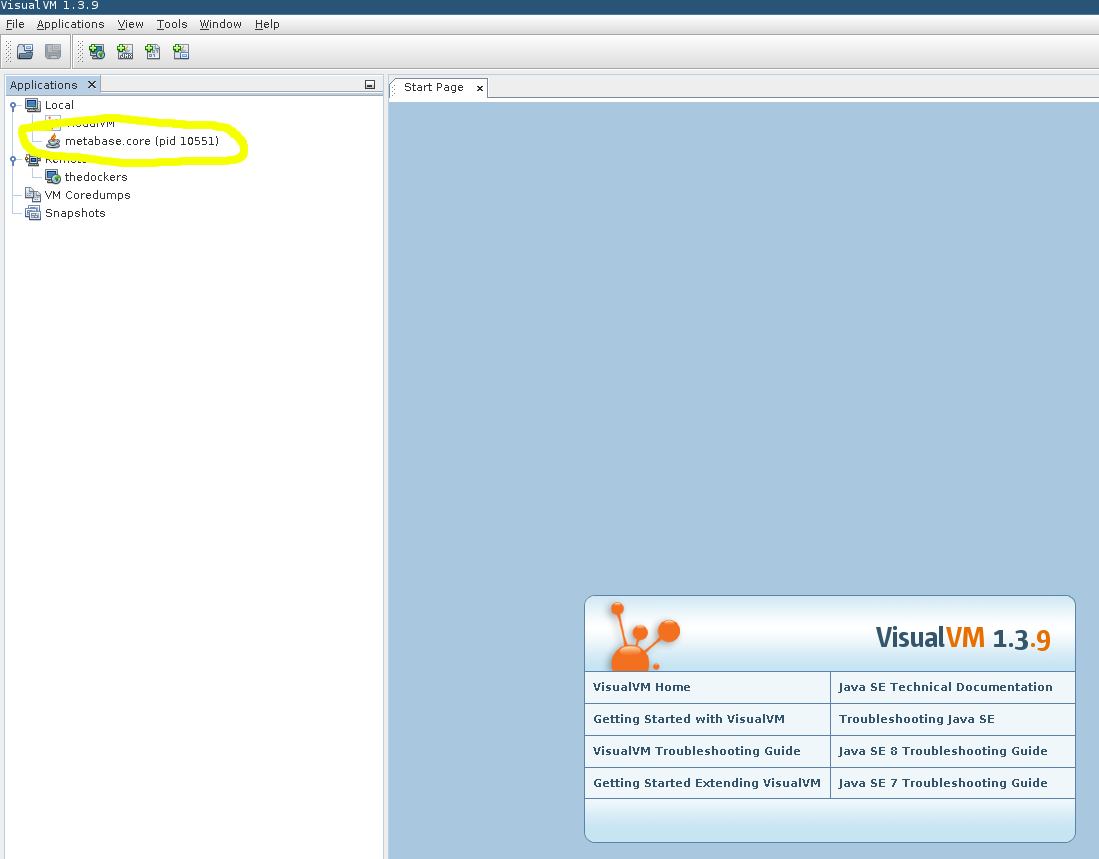 VisualVM 1.3.9
File Applications View Tools Window Help
Applications
Start Page
Local
VisualVM
metabase.core (pid 10551)
Remote
thedockers
VM Coredumps
Snapshots
VisualVM 1.3.9
VisualVM Home
Java SE Technical Documentation
Getting Started with VisualVM
Troubleshooting Java SE
VisualVM Troubleshooting Guide
Java SE 8 Troubleshooting Guide
Getting Started Extending VisualVM
Java SE 7 Troubleshooting Guide